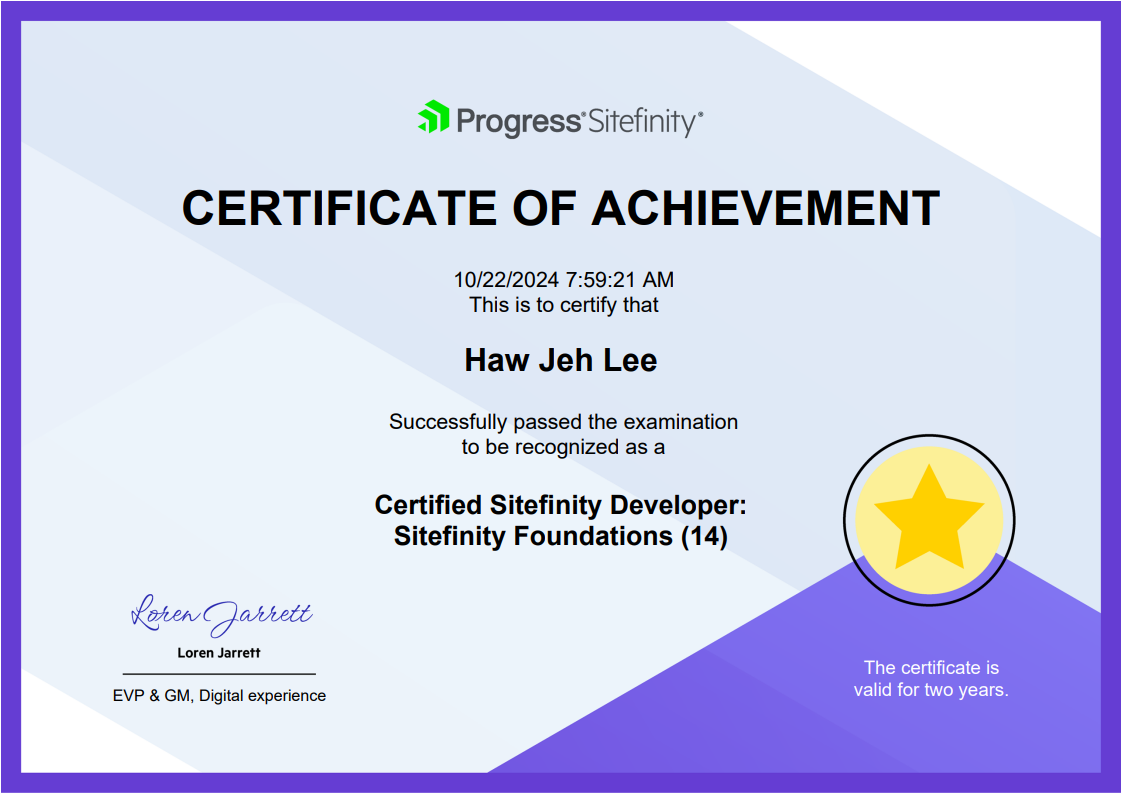 Progress® Sitefinity®
CERTIFICATE OF ACHIEVEMENT
10/22/2024 7:59:21 AM
This is to certify that
Haw Jeh Lee
Successfully passed the examination
to be recognized as a
Certified Sitefinity Developer:
Sitefinity Foundations (14)
Loren Jarrett
Loren Jarrett
EVP & GM, Digital experience
The certificate is
valid for two years.